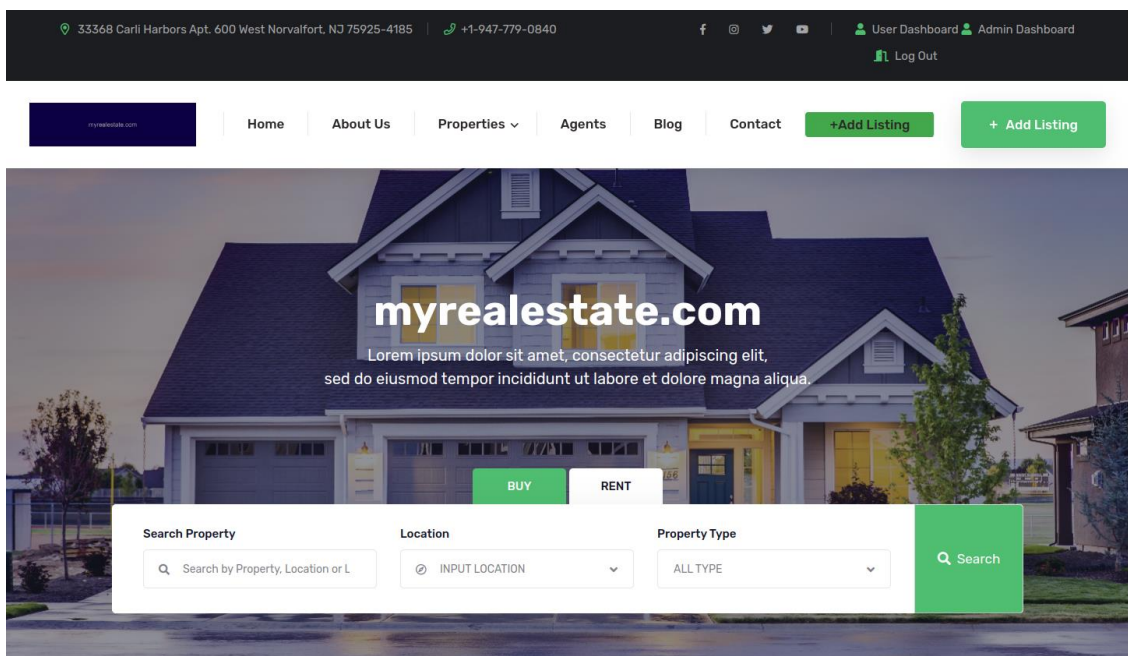 33368 Carli Harbors Apt. 600 West Norvalfort, NJ 75925-4185
+1-947-779-0840
User Dashboard
Admin Dashboard
Log Out
myrealestate.com
Home
About Us
Properties
Agents
Blog
Contact
+Add Listing
+ Add Listing
myrealestate.com
Lorem ipsum dolor sit amet, consectetur adipiscing elit,
sed do eiusmod tempor incididunt ut labore et dolore magna aliqua.
BUY
RENT
Search Property
Location
Property Type
Search by Property, Location or L
INPUT LOCATION
ALL TYPE
Search